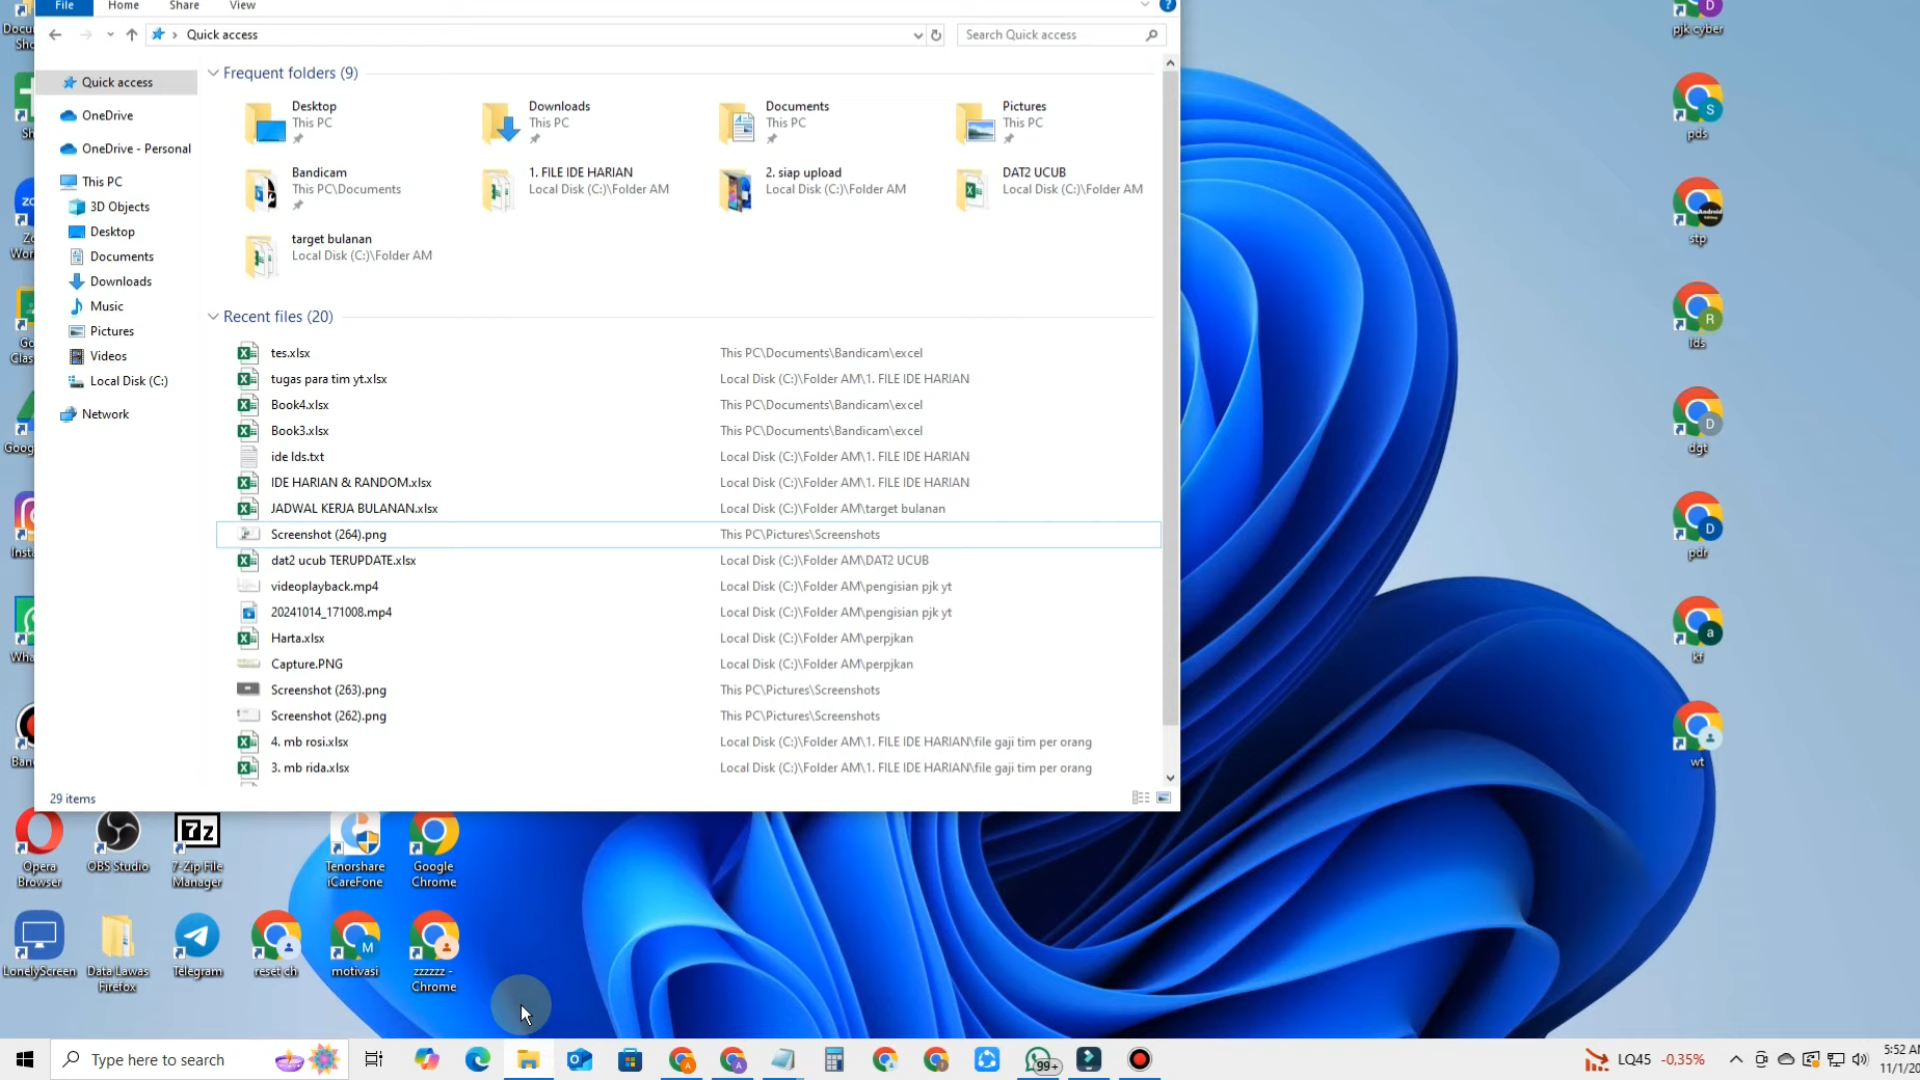 File Home Share View
Quick access
Search Quick access
Quick access
OneDrive
OneDrive - Personal
This PC
3D Objects
Desktop
Documents
Downloads
Music
Pictures
Videos
Local Disk (C:)
Network
Frequent folders (9)
Desktop
This PC
Downloads
This PC
Documents
This PC
Pictures
This PC
Bandicam
This PC\Documents
1. FILE IDE HARIAN
Local Disk (C:)\Folder AM
2. siap upload
Local Disk (C:)\Folder AM
DAT2 UCUB
Local Disk (C:)\Folder AM
target bulanan
Local Disk (C:)\Folder AM
Recent files (20)
tes.xlsx This PC\Documents\Bandicam\excel
tugas para tim yt.xlsx Local Disk (C:)\Folder AM\1. FILE IDE HARIAN
Book4.xlsx This PC\Documents\Bandicam\excel
Book3.xlsx This PC\Documents\Bandicam\excel
ide lds.txt Local Disk (C:)\Folder AM\1. FILE IDE HARIAN
IDE HARIAN & RANDOM.xlsx Local Disk (C:)\Folder AM\1. FILE IDE HARIAN
JADWAL KERJA BULANAN.xlsx Local Disk (C:)\Folder AM\target bulanan
Screenshot (264).png This PC\Pictures\Screenshots
dat2 ucub TERUPDATE.xlsx Local Disk (C:)\Folder AM\DAT2 UCUB
videoplayback.mp4 Local Disk (C:)\Folder AM\pengisian pjk yt
20241014_171008.mp4 Local Disk (C:)\Folder AM\pengisian pjk yt
Harta.xlsx Local Disk (C:)\Folder AM\perpjkan
Capture.PNG Local Disk (C:)\Folder AM\perpjkan
Screenshot (263).png This PC\Pictures\Screenshots
Screenshot (262).png This PC\Pictures\Screenshots
4. mb rosi.xlsx Local Disk (C:)\Folder AM\1. FILE IDE HARIAN\file gaji tim per orang
3. mb rida.xlsx Local Disk (C:)\Folder AM\1. FILE IDE HARIAN\file gaji tim per orang
29 items
pjk cyber
pds
stp
lds
dgt
pdr
kf
wt
Opera
Browser
OBS Studio
7-Zip File
Manager
Tenorshare
iCareFone
Google
Chrome
LonelyScreen
Data Lawas
Firefox
Telegram
reset ch
motivasi
zzzzzz -
Chrome
Type here to search
99+
LQ45 -0,35%
5:52
11/1/20